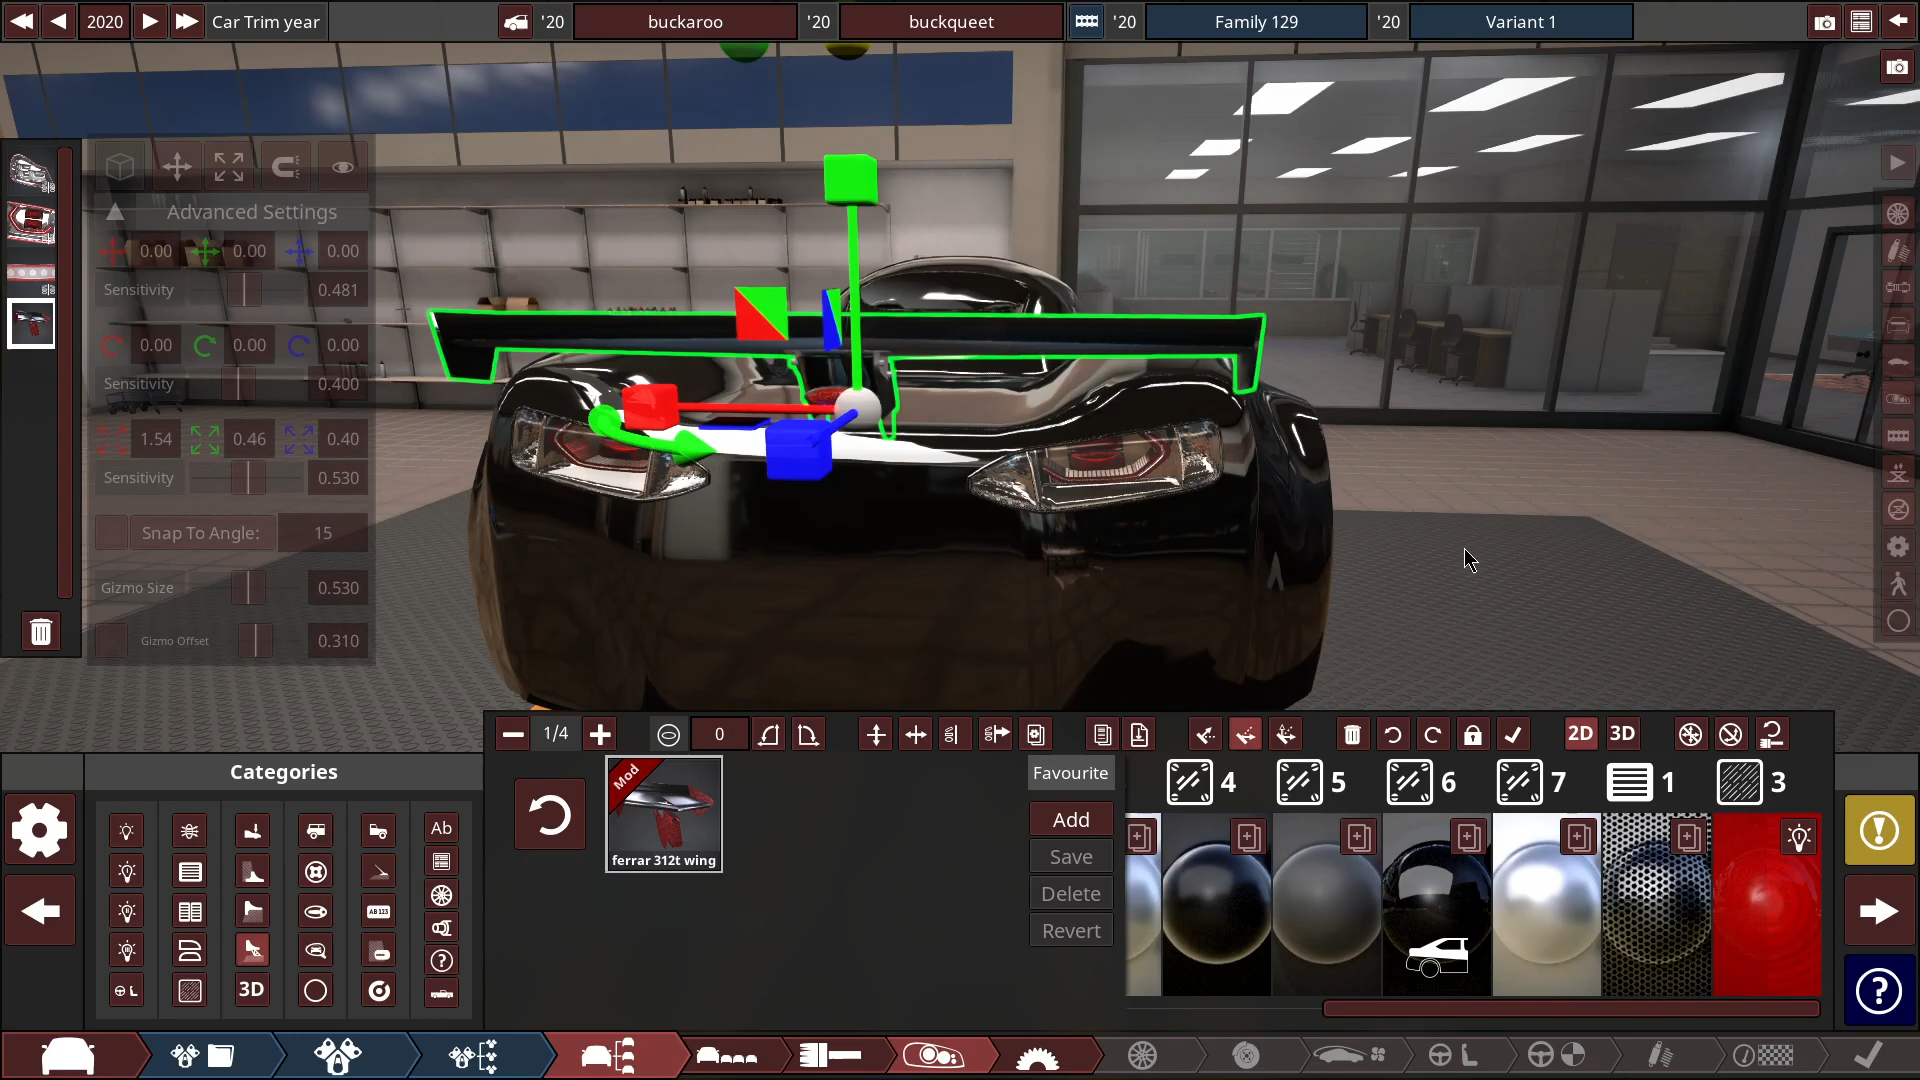 2020 Car Trim year '20 buckaroo '20 buckqueet '20 Family 129 '20 Variant 1
Advanced Settings
0.00 0.00 0.00
Sensitivity 0.481
0.00 0.00 0.00
Sensitivity 0.400
1.54 0.46 0.40
Sensitivity 0.530
Snap To Angle: 15
Gizmo Size 0.530
Gizmo Offset 0.310
1/4 0 2D 3D
Categories
Ab
AB 123
L
3D
Mod
ferrar 312t wing
Favourite
Add
Save
Delete
Revert
4 5 6 7 1 3